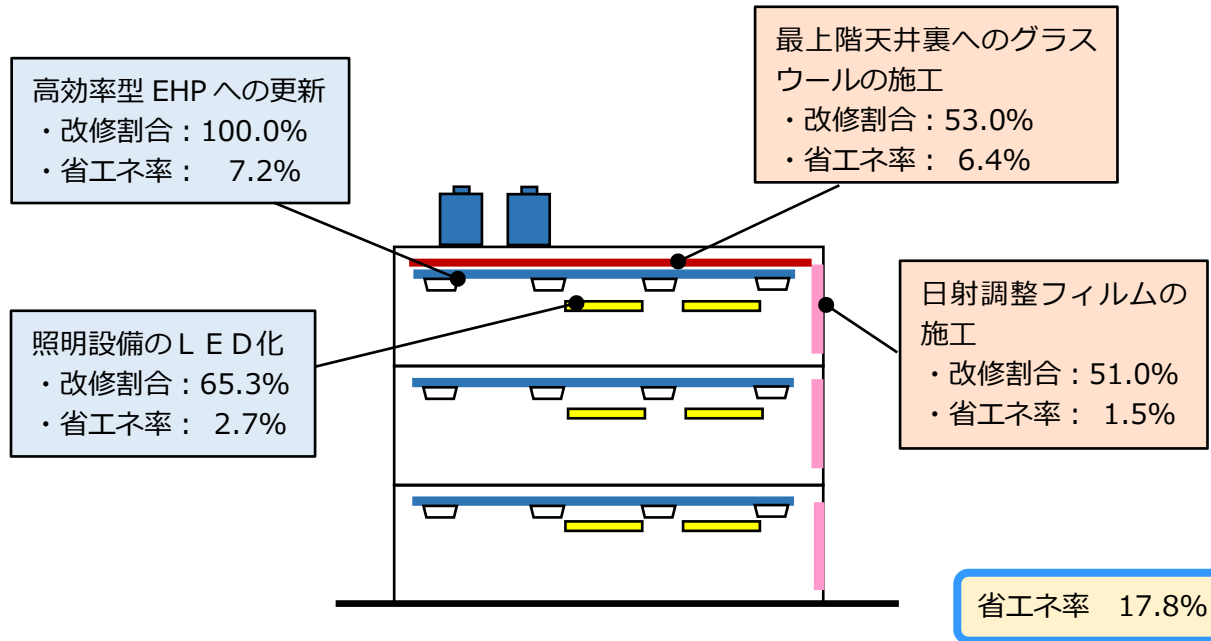 高効率型 EHP への更新
・改修割合：100.0%
・省エネ率： 7.2%
最上階天井裏へのグラス
ウールの施工
・改修割合：53.0%
・省エネ率： 6.4%
照明設備のＬＥＤ化
・改修割合：65.3%
・省エネ率： 2.7%
日射調整フィルムの
施工
・改修割合：51.0%
・省エネ率： 1.5%
省エネ率 17.8%